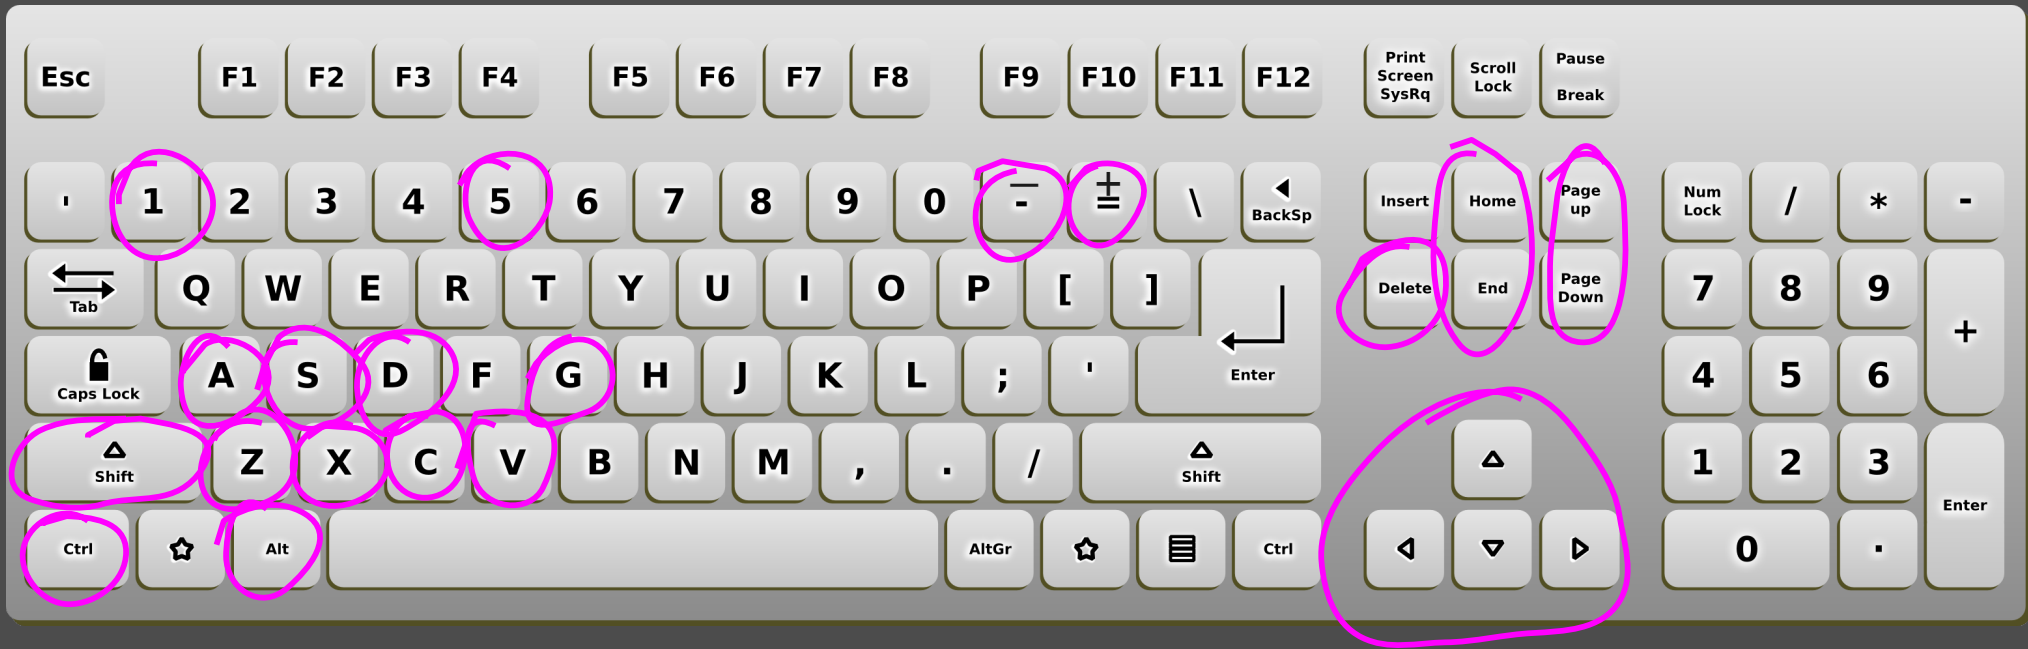 Esc F1 F2 F3 F4 F5 F6 F7 F8 F9 F10 F11 F12 Print Screen SysRq Scroll Lock Pause Break
' 1 2 3 4 5 6 7 8 9 0 — - ± = \ BackSp Insert Home Page up Num Lock / * -
Tab Q W E R T Y U I O P [ ] Enter Delete End Page Down 7 8 9 +
Caps Lock A S D F G H J K L ; ' 4 5 6
Shift Z X C V B N M , . / Shift 1 2 3 Enter
Ctrl Alt AltGr Ctrl 0 .